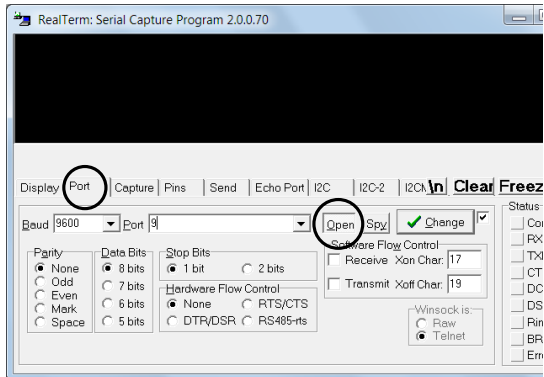 RealTerm: Serial Capture Program 2.0.0.70
Display Port Capture Pins Send Echo Port I2C I2C-2 \n Clear
Baud 9600 Port 9 Open Spy Change
Status
Parity
None
Odd
Even
Mark
Space
Data Bits
8 bits
7 bits
6 bits
5 bits
Stop Bits
1 bit 2 bits
Hardware Flow Control
None RTS/CTS
DTR/DSR RS485-rts
Software Flow Control
Receive Xon Char: 17
Transmit Xoff Char: 19
Winsock is:
Raw
Telnet